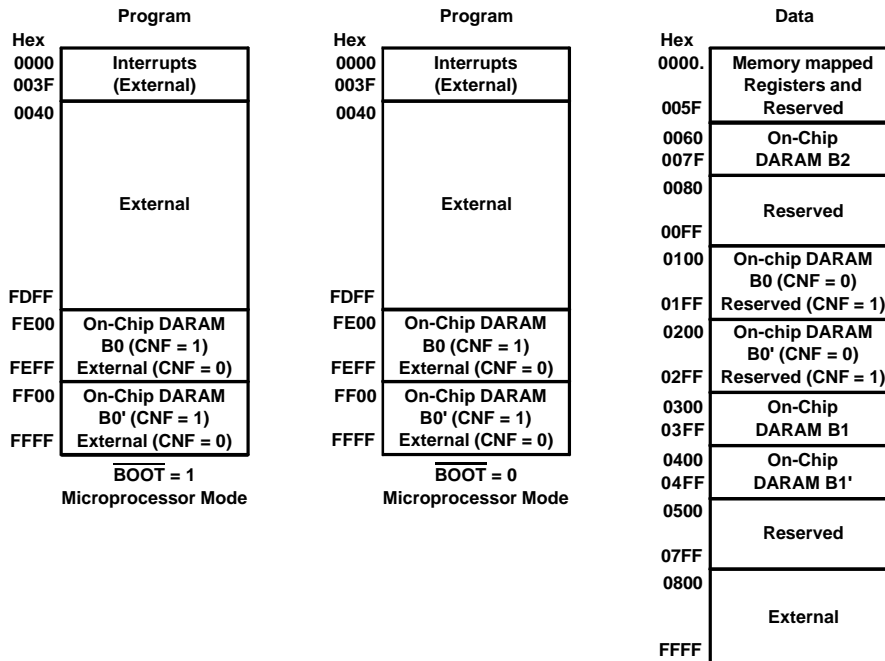 Program
Hex
0000
Interrupts
003F
(External)
0040
External
FDFF
FE00
On-Chip DARAM
B0 (CNF = 1)
FEFF
External (CNF = 0)
FF00
On-Chip DARAM
B0' (CNF = 1)
FFFF
External (CNF = 0)
BOOT = 1
Microprocessor Mode
Program
Hex
0000
Interrupts
003F
(External)
0040
External
FDFF
FE00
On-Chip DARAM
B0 (CNF = 1)
FEFF
External (CNF = 0)
FF00
On-Chip DARAM
B0' (CNF = 1)
FFFF
External (CNF = 0)
BOOT = 0
Microprocessor Mode
Data
Hex
0000.
Memory mapped
Registers and
005F
Reserved
0060
On-Chip
007F
DARAM B2
0080
Reserved
00FF
0100
On-chip DARAM
B0 (CNF = 0)
01FF
Reserved (CNF = 1)
0200
On-chip DARAM
B0' (CNF = 0)
02FF
Reserved (CNF = 1)
0300
On-Chip
03FF
DARAM B1
0400
On-Chip
04FF
DARAM B1'
0500
Reserved
07FF
0800
External
FFFF